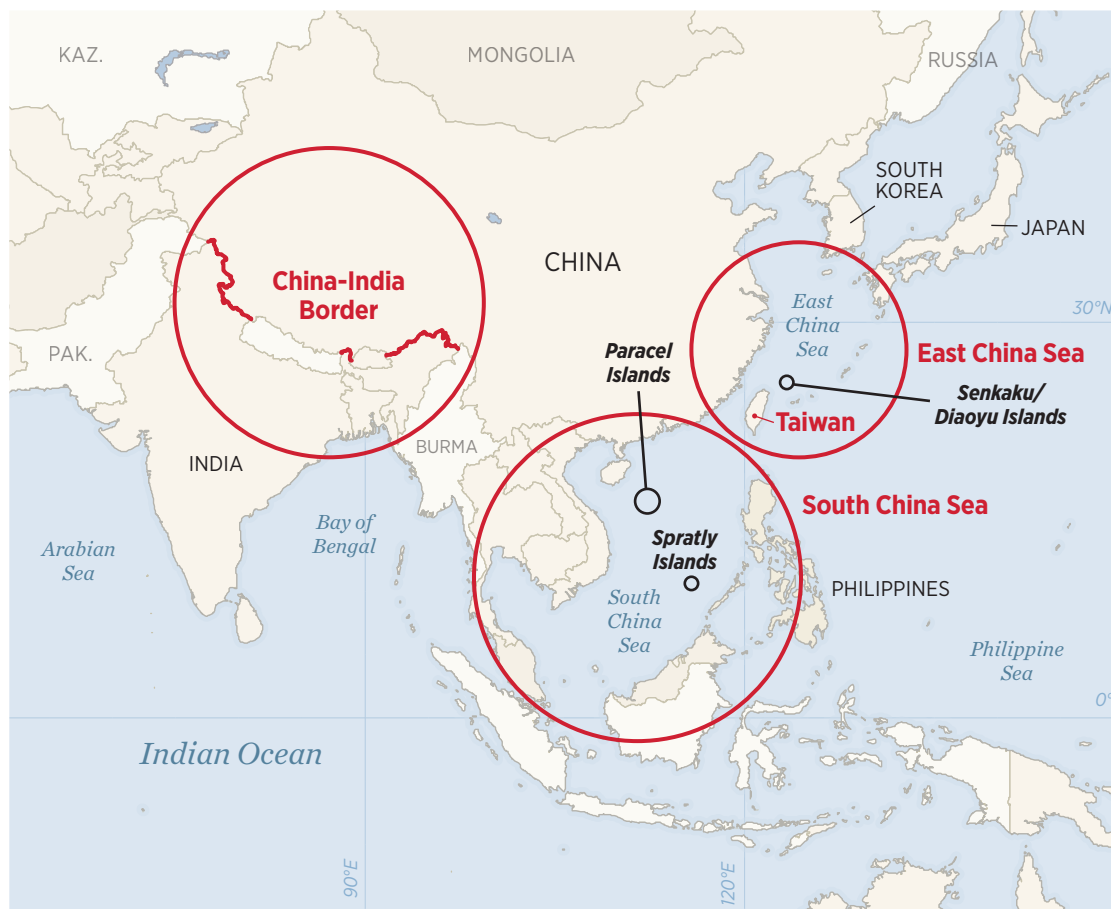 KAZ.
MONGOLIA
RUSSIA
SOUTH
KOREA
JAPAN
CHINA
China-India
Border
East
China
Sea
30°N
PAK.
Paracel
Islands
East China Sea
Senkaku/
Diaoyu Islands
Taiwan
BURMA
INDIA
South China Sea
Bay of
Bengal
Arabian
Sea
Spratly
Islands
PHILIPPINES
South
China
Sea
Philippine
Sea
0°
Indian Ocean
90°E
120°E